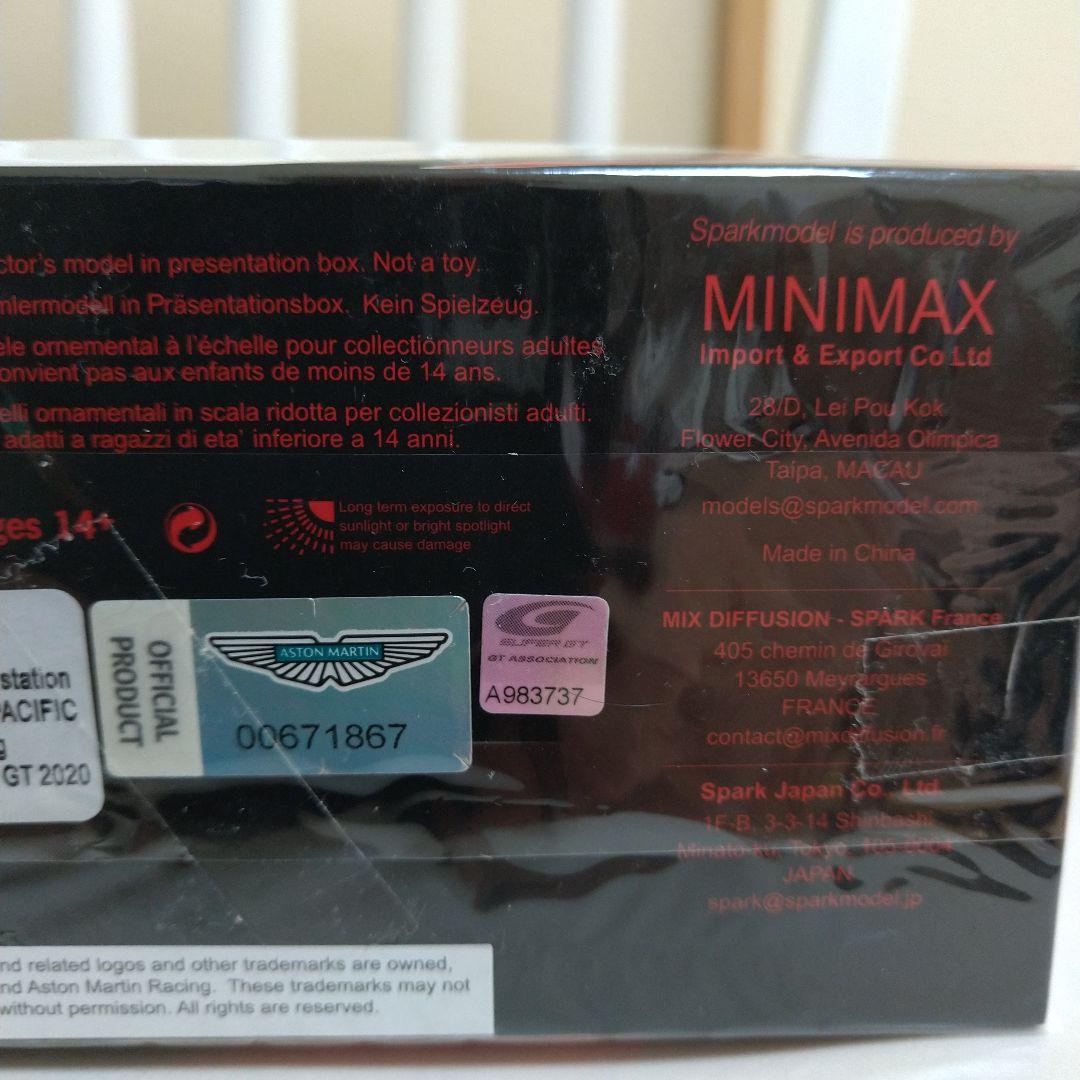 ctor's model in presentation box. Not a toy.
mlermodell in Präsentationsbox. Kein Spielzeug.
ele ornemental à l'échelle pour collectionneurs adultes
onvient pas aux enfants de moins de 14 ans.
elli ornamentali in scala ridotta per collezionisti adulti.
adatti a ragazzi di eta' inferiore a 14 anni.
ges 14+
Long term exposure to direct
sunlight or bright spotlight
may cause damage
station
PACIFIC
g
GT 2020
OFFICIAL
PRODUCT
ASTON MARTIN
00671867
SUPER GT
GT ASSOCIATION
A983737
nd related logos and other trademarks are owned,
nd Aston Martin Racing. These trademarks may not
without permission. All rights are reserved.
Sparkmodel is produced by
MINIMAX
Import & Export Co Ltd
28/D, Lei Pou Kok
Flower City, Avenida Olimpica
Taipa, MACAU
models@sparkmodel.com
Made in China
MIX DIFFUSION - SPARK France
405 chemin de Girovai
13650 Meyrargues
FRANCE
contact@mixdiffusion.fr
Spark Japan Co., Ltd.
1F-B, 3-3-14 Shinbashi
Minato-ku, Tokyo, 105-0004
JAPAN
spark@sparkmodel.jp